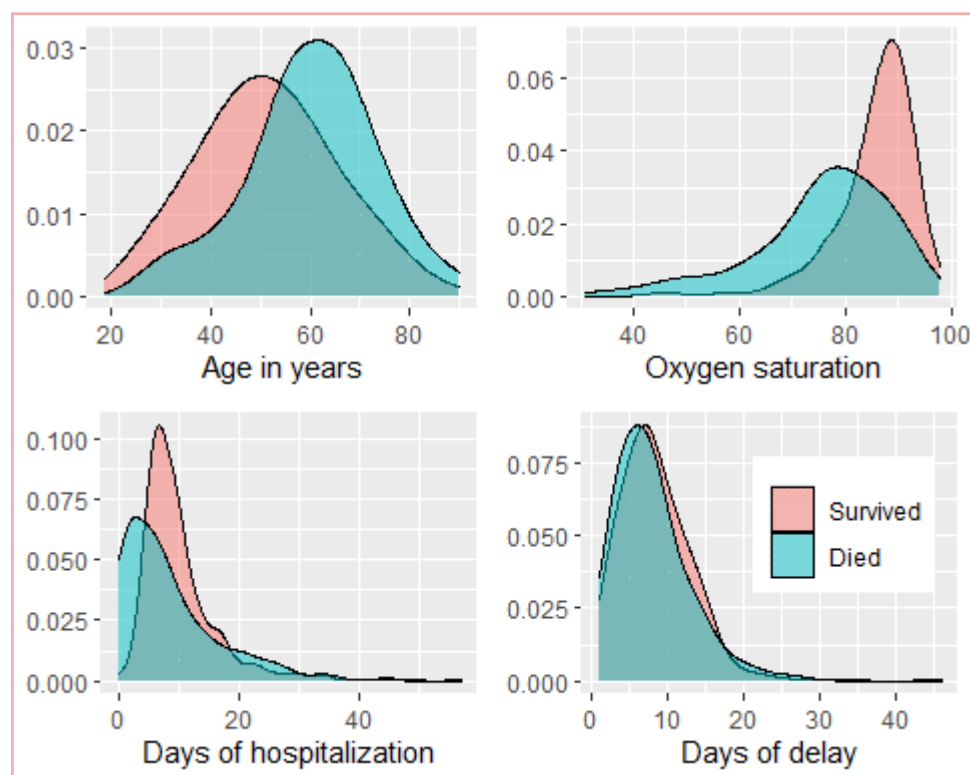 0.03
0.02
0.01
0.00
20 40 60 80
Age in years
0.06
0.04
0.02
0.00
40 60 80 100
Oxygen saturation
0.100
0.075
0.050
0.025
0.000
0 20 40
Days of hospitalization
0.075
0.050
0.025
0.000
0 10 20 30 40
Days of delay
Survived
Died